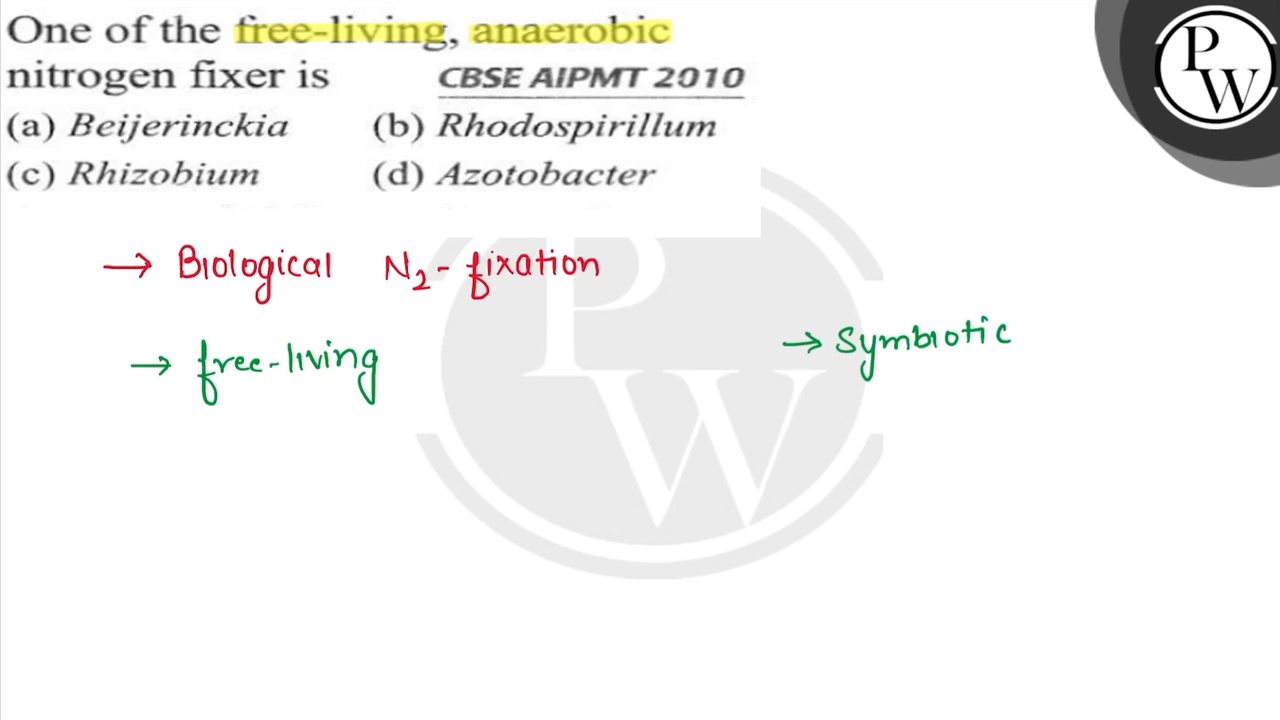 One of the free-living, anaerobic
nitrogen fixer is CBSE AIPMT 2010
(a) Beijerinckia (b) Rhodospirillum
(c) Rhizobium (d) Azotobacter
→ Biological N₂- fixation
→ free-living → Symbiotic
P
W
P
W